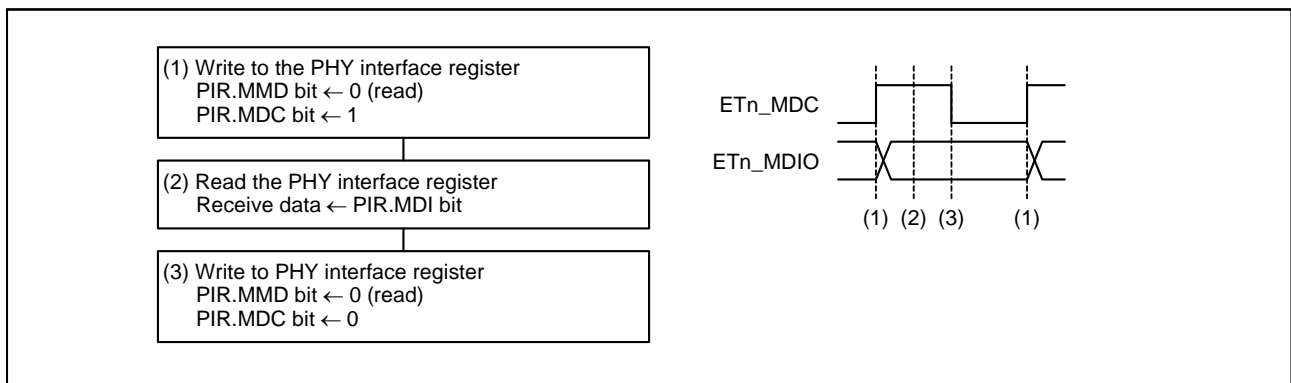 (1) Write to the PHY interface register
PIR.MMD bit ← 0 (read)
PIR.MDC bit ← 1
(2) Read the PHY interface register
Receive data ← PIR.MDI bit
(3) Write to PHY interface register
PIR.MMD bit ← 0 (read)
PIR.MDC bit ← 0
ETn_MDC
ETn_MDIO
(1) (2) (3) (1)